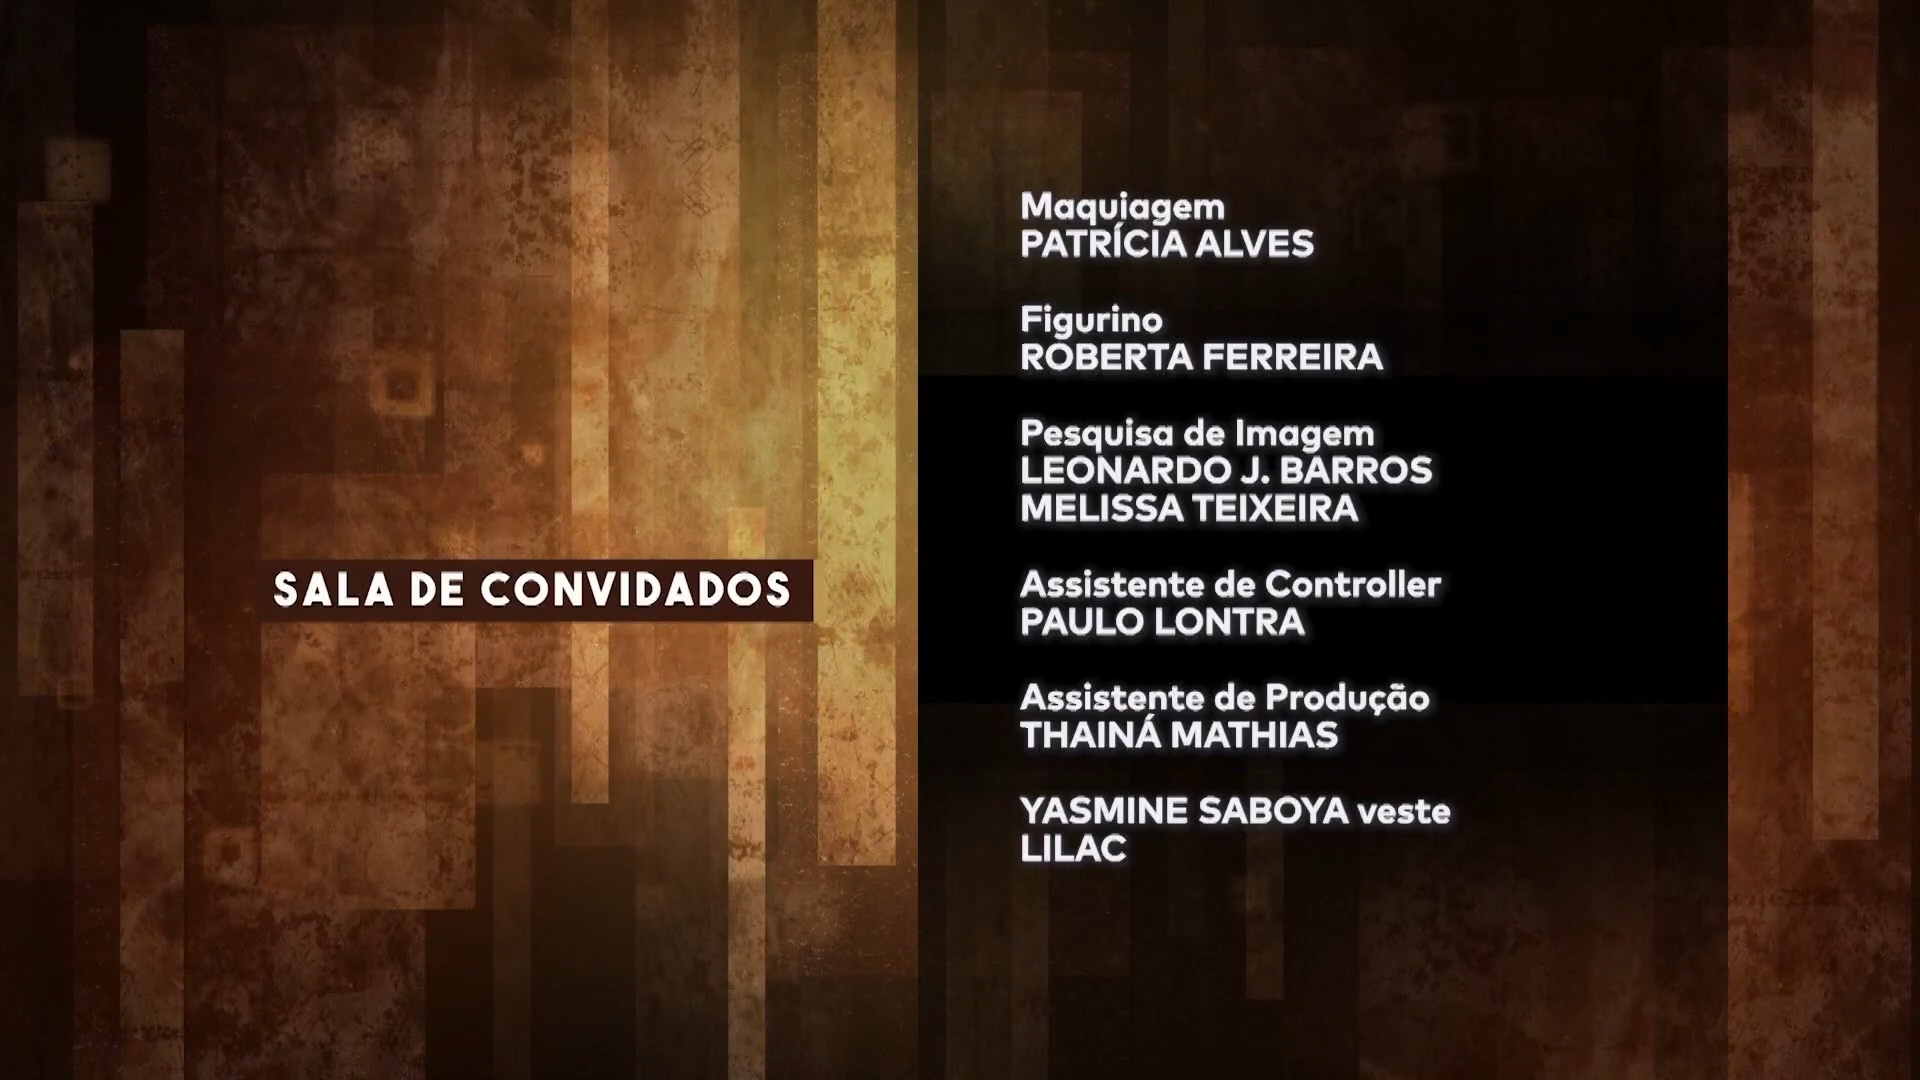 SALA DE CONVIDADOS
Maquiagem
PATRÍCIA ALVES
Figurino
ROBERTA FERREIRA
Pesquisa de Imagem
LEONARDO J. BARROS
MELISSA TEIXEIRA
Assistente de Controller
PAULO LONTRA
Assistente de Produção
THAINÁ MATHIAS
YASMINE SABOYA veste
LILAC